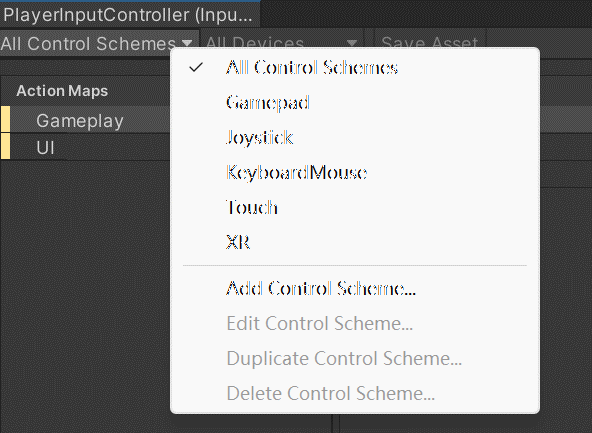 PlayerInputController (Inpu...
All Control Schemes All Devices Save Asset
Action Maps
Gameplay
UI
All Control Schemes
Gamepad
Joystick
KeyboardMouse
Touch
XR
Add Control Scheme...
Edit Control Scheme...
Duplicate Control Scheme...
Delete Control Scheme...